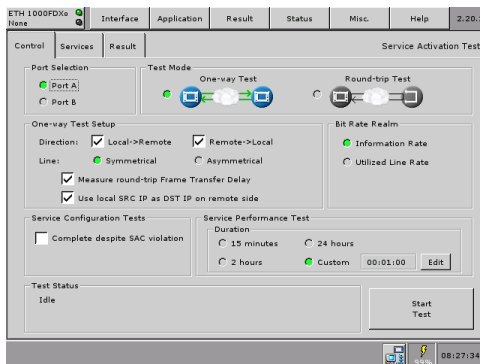 ETH 1000FDXo
None
Interface Application Result Status Misc. Help 2.20.
Control Services Result Service Activation Test
Port Selection
Port A
Port B
Test Mode
One-way Test
Round-trip Test
One-way Test Setup
Direction: Local->Remote Remote->Local
Line: Symmetrical Asymmetrical
Measure round-trip Frame Transfer Delay
Use local SRC IP as DST IP on remote side
Bit Rate Realm
Information Rate
Utilized Line Rate
Service Configuration Tests
Complete despite SAC violation
Service Performance Test
Duration
15 minutes 24 hours
2 hours Custom 00:01:00 Edit
Test Status
Idle
Start
Test
99%
08:27:34